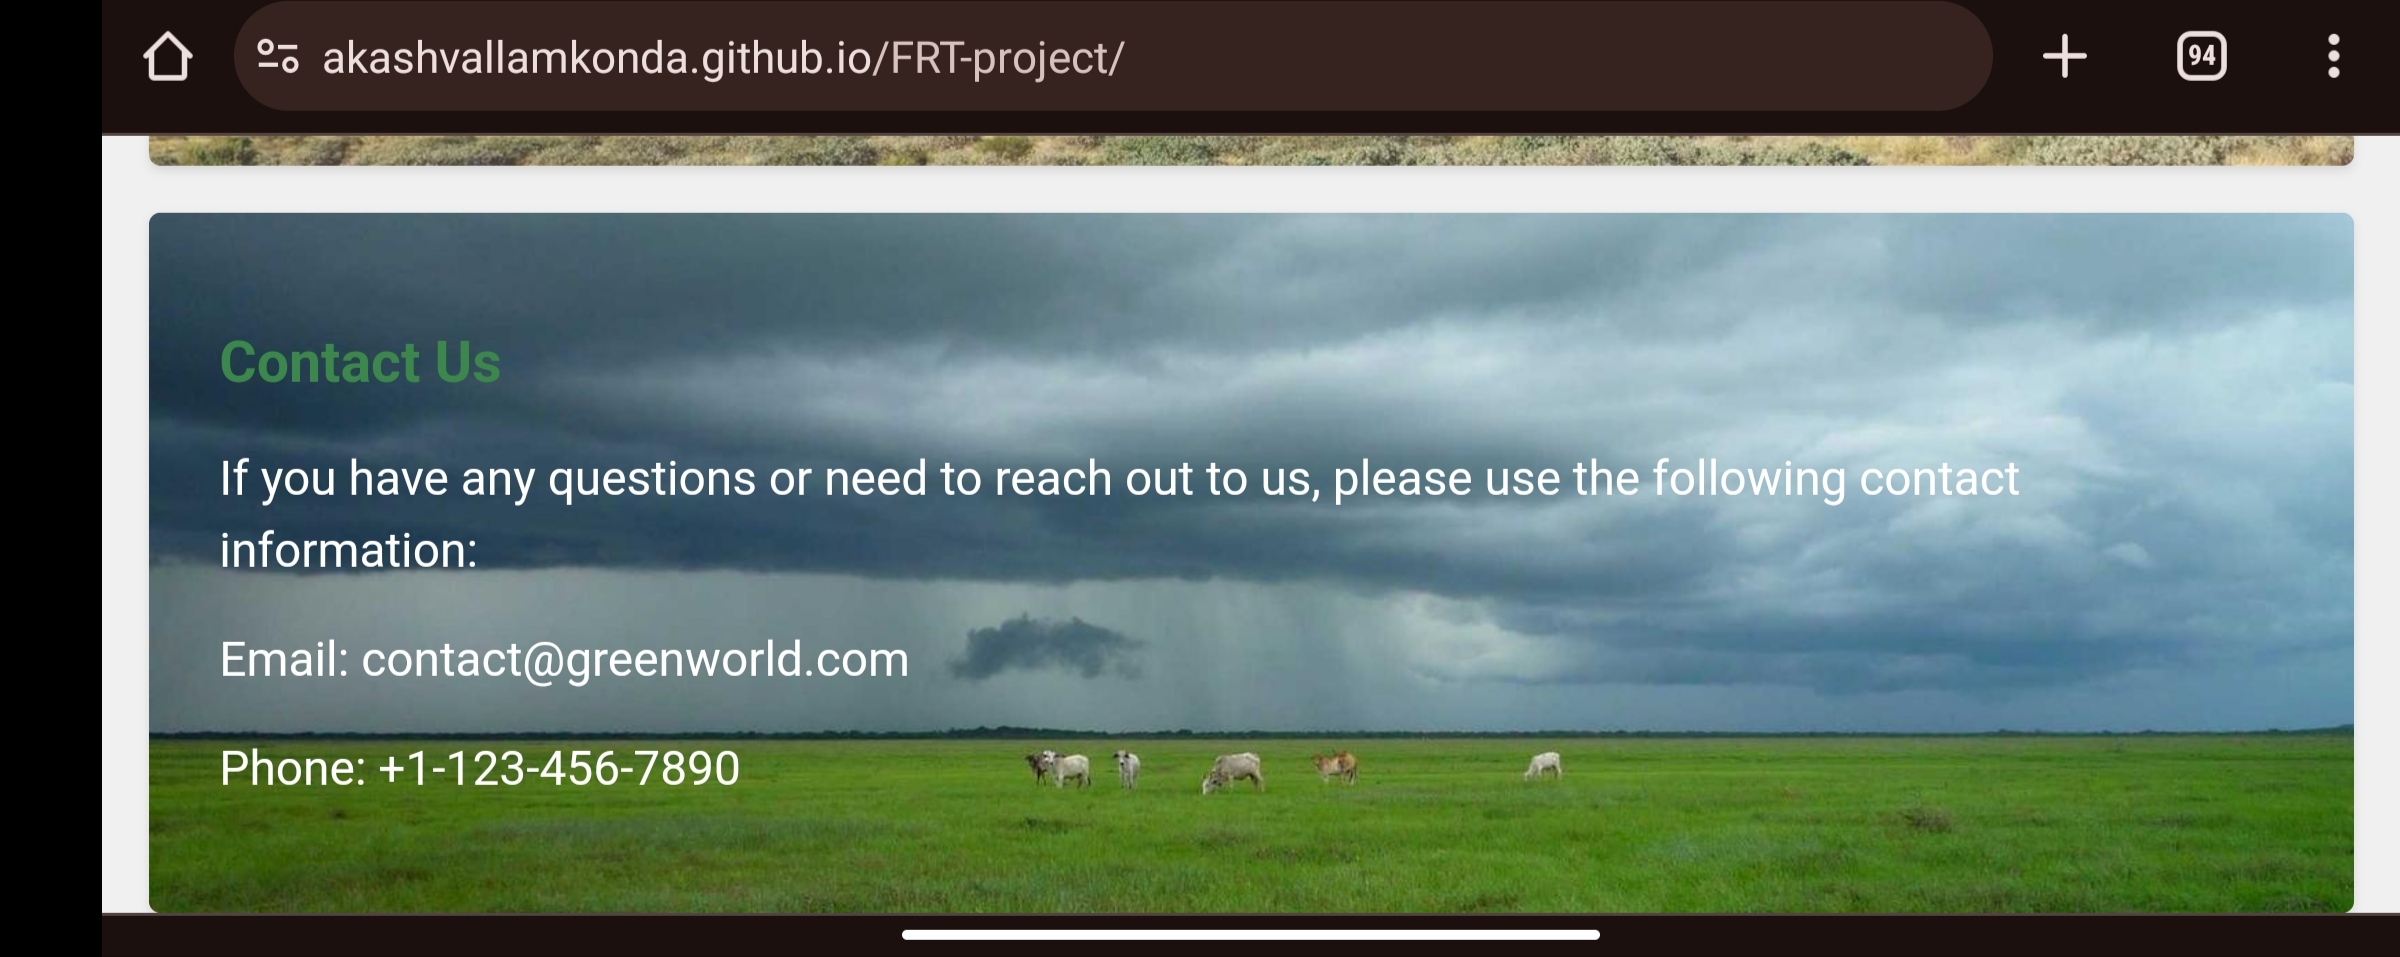 akashvallamkonda.github.io/FRT-project/
94
Contact Us
If you have any questions or need to reach out to us, please use the following contact
information:
Email: contact@greenworld.com
Phone: +1-123-456-7890